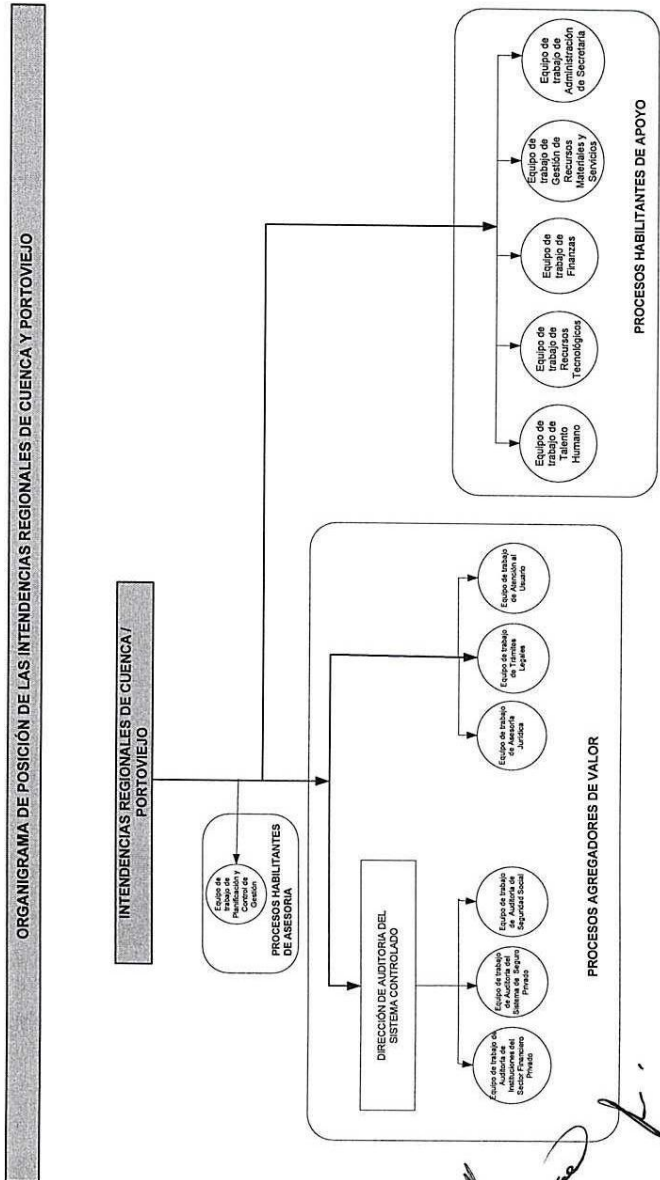 ORGANIGRAMA DE POSICIÓN DE LAS INTENDENCIAS REGIONALES DE CUENCA Y PORTOVIEJO
INTENDENCIAS REGIONALES DE CUENCA /
PORTOVIEJO
Equipo de
trabajo de
Planificación y
Control de
Gestión
PROCESOS HABILITANTES
DE ASESORIA
DIRECCIÓN DE AUDITORIA DEL
SISTEMA CONTROLADO
Equipo de trabajo de
Auditoría de
Instituciones del
Sector Financiero
Privado
Equipo de trabajo
de Auditoría del
Sistema de Seguro
Privado
Equipo de trabajo
de Auditoría de
Seguridad Social
Equipo de trabajo
de Asesoría
Jurídica
Equipo de trabajo
de Trámites
Legales
Equipo de trabajo
de Atención al
Usuario
PROCESOS AGREGADORES DE VALOR
Equipo de
trabajo de
Talento
Humano
Equipo de
trabajo de
Recursos
Tecnológicos
Equipo de
trabajo de
Finanzas
Equipo de
trabajo de
Gestión de
Recursos
Materiales y
Servicios
Equipo de
trabajo de
Administración
de Secretaría
PROCESOS HABILITANTES DE APOYO